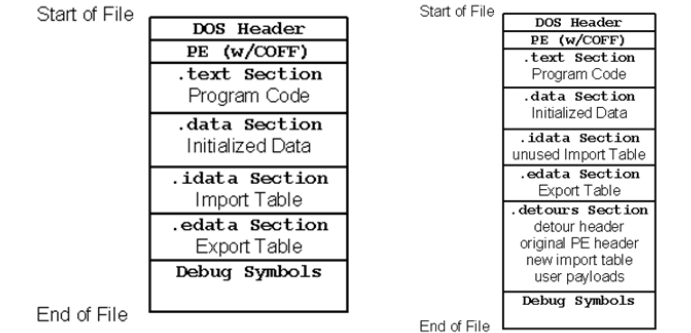 Start of File
DOS Header
PE (w/COFF)
.text Section
Program Code
.data Section
Initialized Data
.idata Section
Import Table
.edata Section
Export Table
Debug Symbols
End of File
Start of File
DOS Header
PE (w/COFF)
.text Section
Program Code
.data Section
Initialized Data
.idata Section
unused Import Table
.edata Section
Export Table
.detours Section
detour header
original PE header
new import table
user payloads
Debug Symbols
End of File